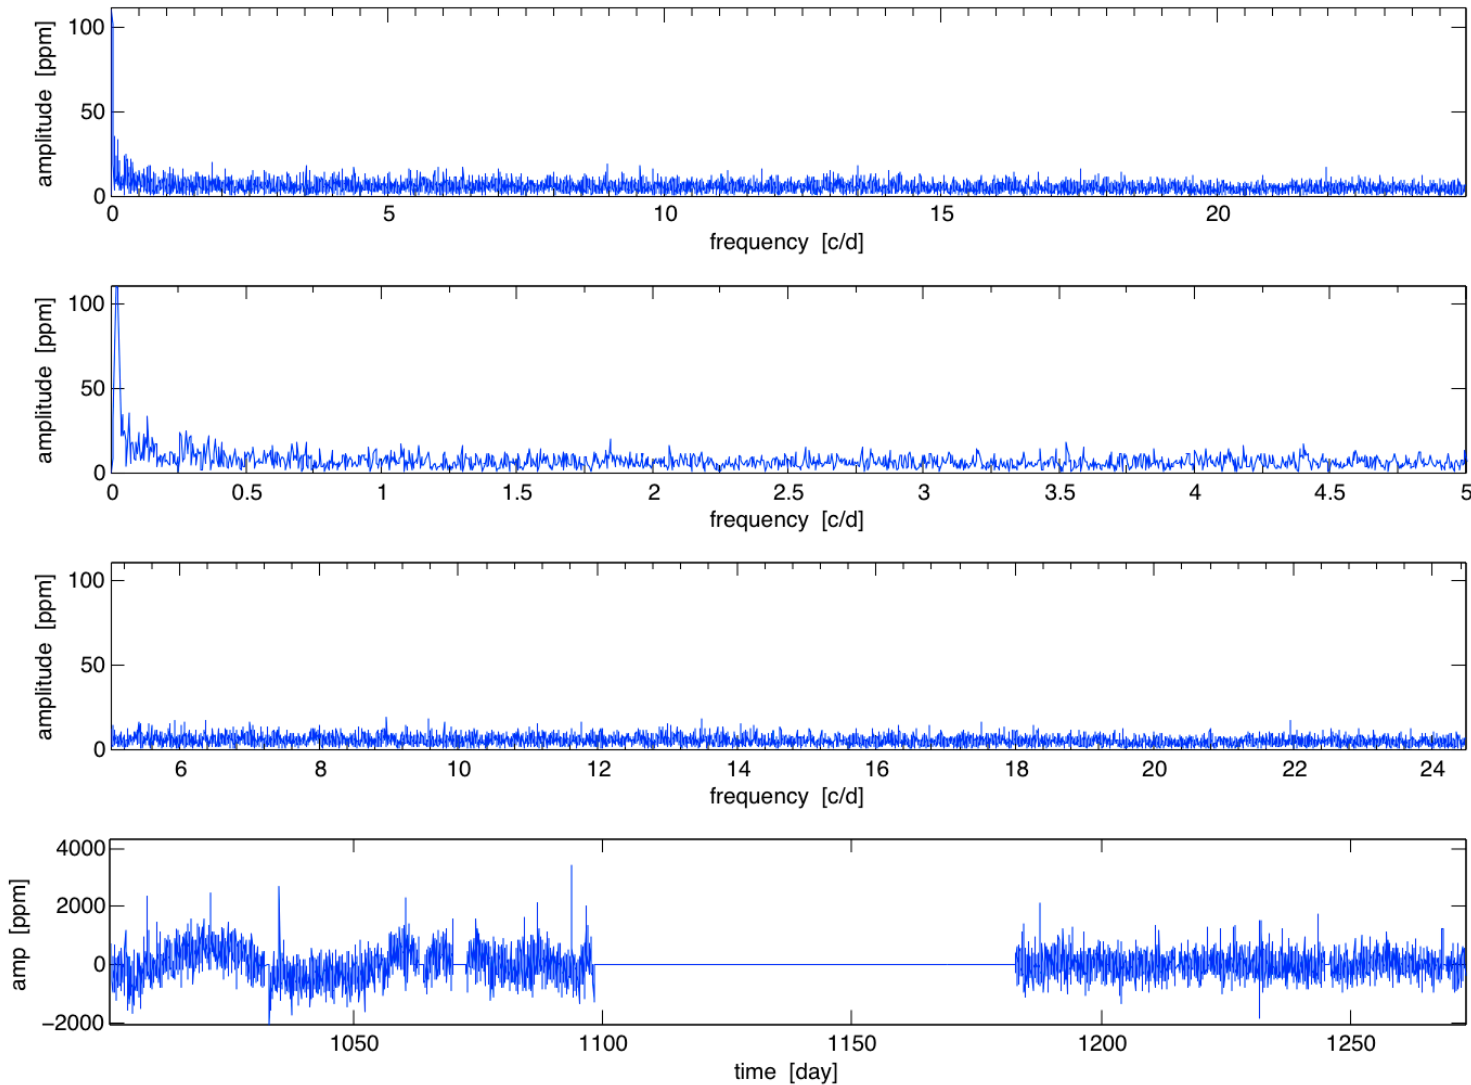 amplitude [ppm]
100
50
0
0 5 10 15 20
frequency [c/d]
amplitude [ppm]
100
50
0
0 0.5 1 1.5 2 2.5 3 3.5 4 4.5 5
frequency [c/d]
amplitude [ppm]
100
50
0
6 8 10 12 14 16 18 20 22 24
frequency [c/d]
amp [ppm]
4000
2000
0
−2000
1050 1100 1150 1200 1250
time [day]